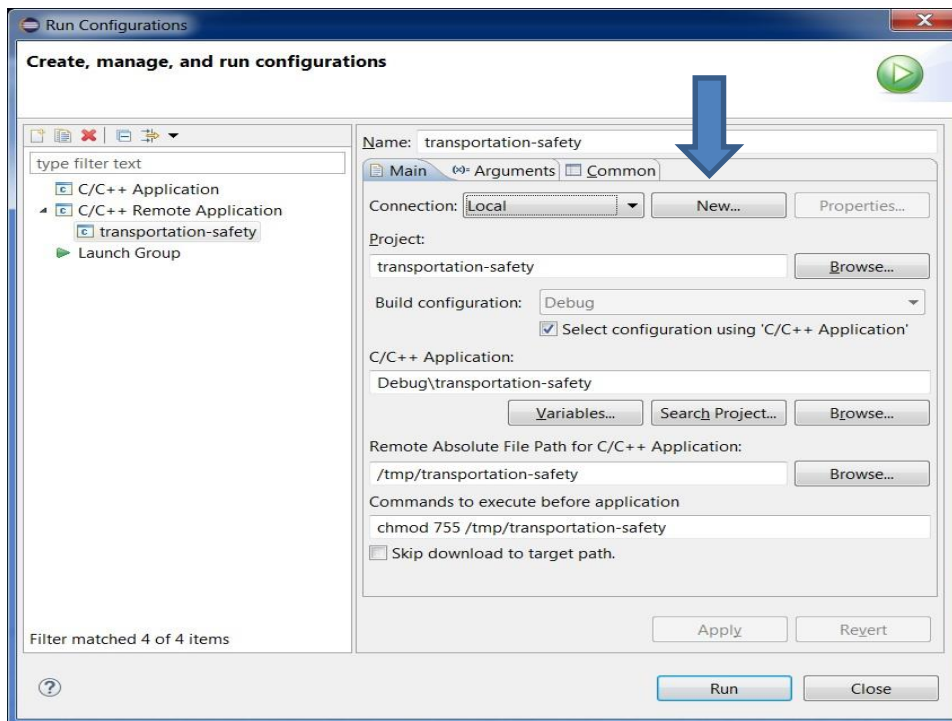 Run Configurations
Create, manage, and run configurations
type filter text
C/C++ Application
C/C++ Remote Application
transportation-safety
Launch Group
Filter matched 4 of 4 items
Name: transportation-safety
Main (x)= Arguments Common
Connection: Local New... Properties...
Project:
transportation-safety Browse...
Build configuration: Debug
Select configuration using 'C/C++ Application'
C/C++ Application:
Debug\transportation-safety
Variables... Search Project... Browse...
Remote Absolute File Path for C/C++ Application:
/tmp/transportation-safety Browse...
Commands to execute before application
chmod 755 /tmp/transportation-safety
Skip download to target path.
Apply Revert
Run Close